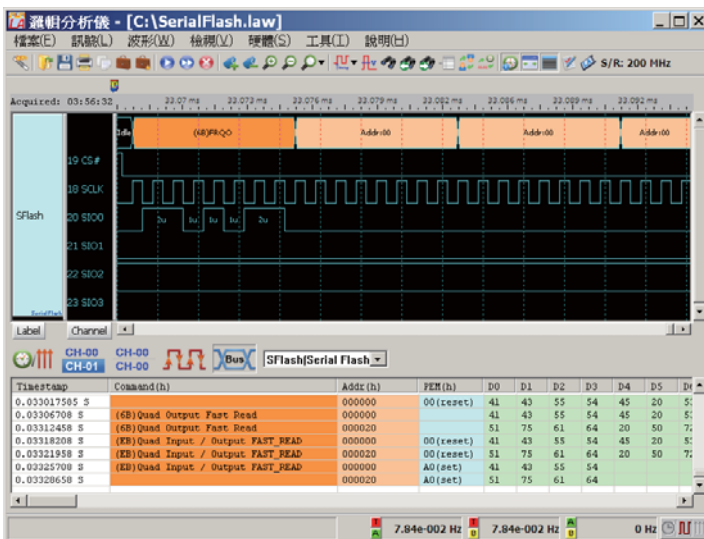 邏輯分析儀 - [C:\SerialFlash.law]
檔案(E) 訊號(L) 波形(W) 檢視(V) 硬體(S) 工具(T) 說明(H)
S/R: 200 MHz
Acquired: 03:56:32 33.07 ms 33.073 ms 33.076 ms 33.079 ms 33.082 ms 33.086 ms 33.089 ms 33.092 ms
Idle (6B)FRQO Addr:00 Addr:00 Addr:00
19 CS#
18 SCLK
SFlash 20 SIO0 2u 1u 1u 1u 2u
21 SIO1
22 SIO2
23 SIO3
SerialFlash
Label Channel
CH-00 CH-00
CH-01 CH-00 Bus SFlash|Serial Flash
Timestamp Command(h) Addr(h) PEM(h) D0 D1 D2 D3 D4 D5
0.033017585 S 000000 00(reset) 41 43 55 54 45 20
0.03306708 S (6B)Quad Output Fast Read 000000 41 43 55 54 45 20
0.03312458 S (6B)Quad Output Fast Read 000020 51 75 61 64 20 50
0.03318208 S (EB)Quad Input / Output FAST_READ 000000 00(reset) 41 43 55 54 45 20
0.03321958 S (EB)Quad Input / Output FAST_READ 000020 00(reset) 51 75 61 64 20 50
0.03325708 S (EB)Quad Input / Output FAST_READ 000000 A0(set) 41 43 55 54
0.03328658 S 000020 A0(set) 51 75 61 64
7.84e-002 Hz 7.84e-002 Hz 0 Hz